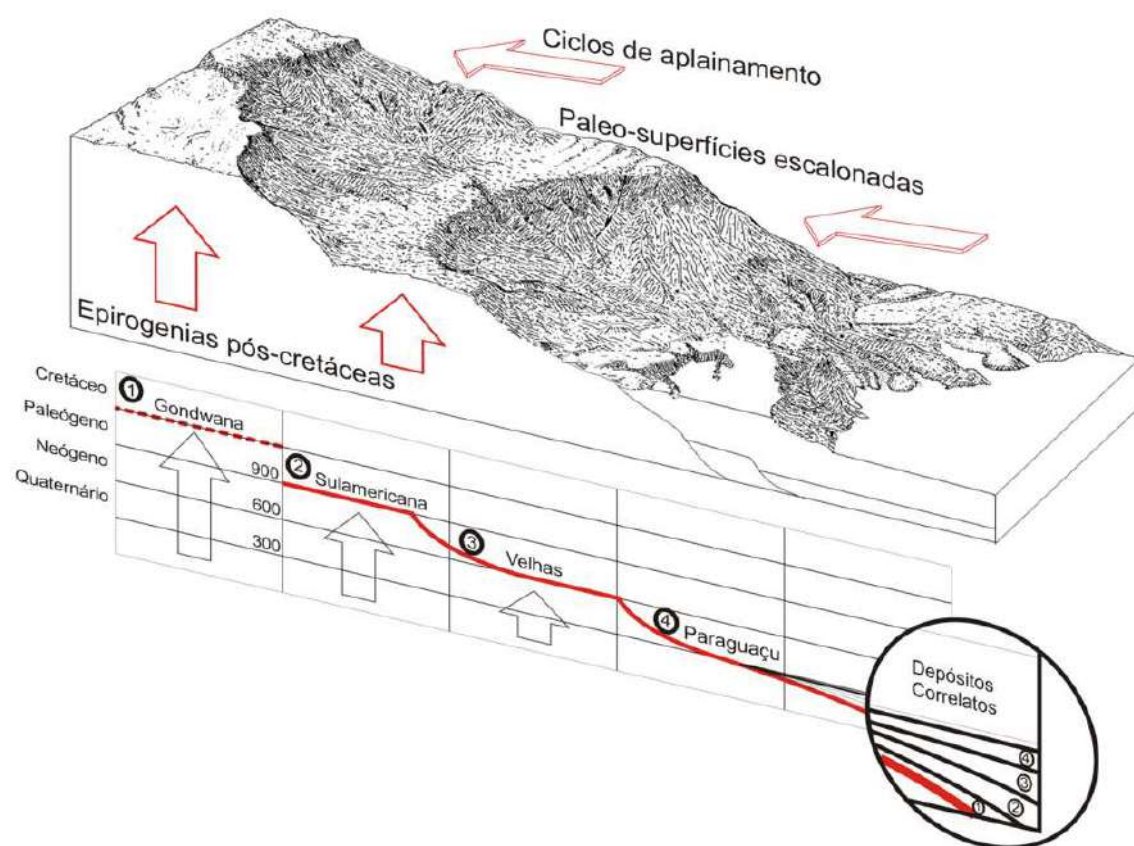 Ciclos de aplainamento
Paleo-superfícies escalonadas
Epirogenias pós-cretáceas
Cretáceo
Paleógeno
Neógeno
Quaternário
1 Gondwana
900
600
300
2 Sulamericana
3 Velhas
4 Paraguaçu
Depósitos
Correlatos
4
3
1
2